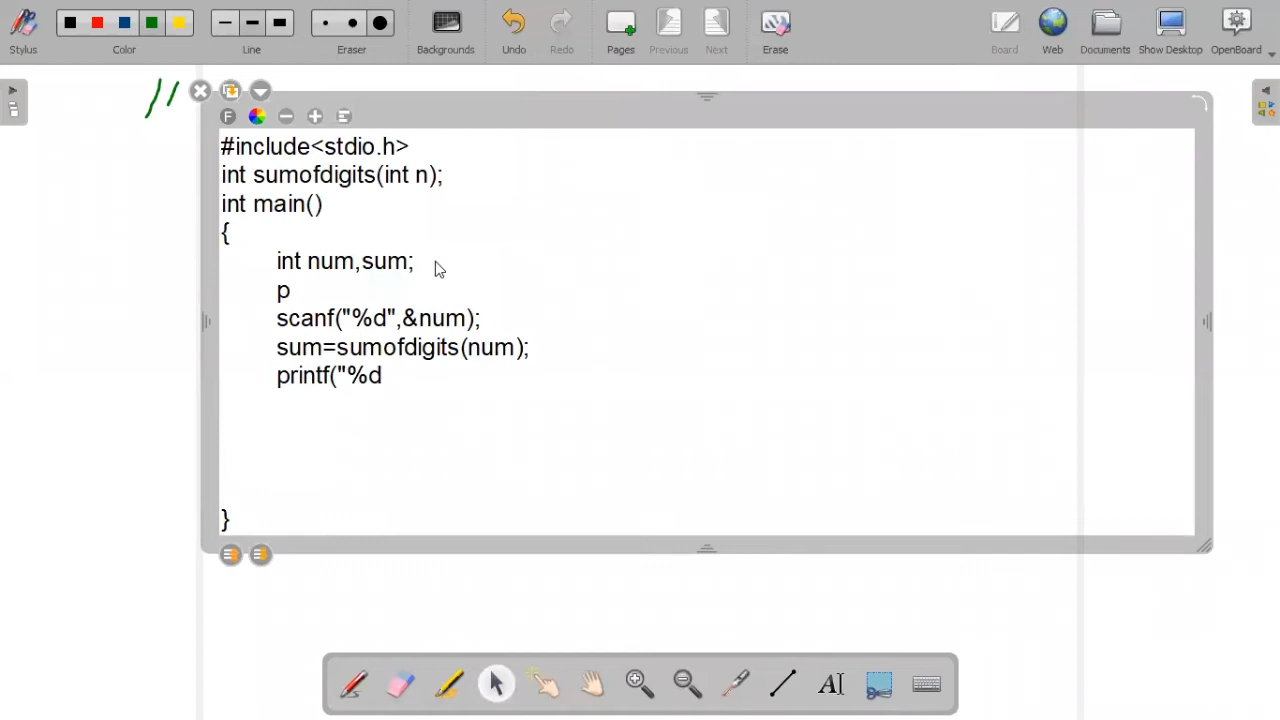 Stylus
Color
Line
Eraser
Backgrounds
Undo
Redo
Pages
Previous
Next
Erase
Board
Web
Documents
Show Desktop
OpenBoard
//
F
#include<stdio.h>
int sumofdigits(int n);
int main()
{
int num,sum;
p
scanf("%d",&num);
sum=sumofdigits(num);
printf("%d
}
AI